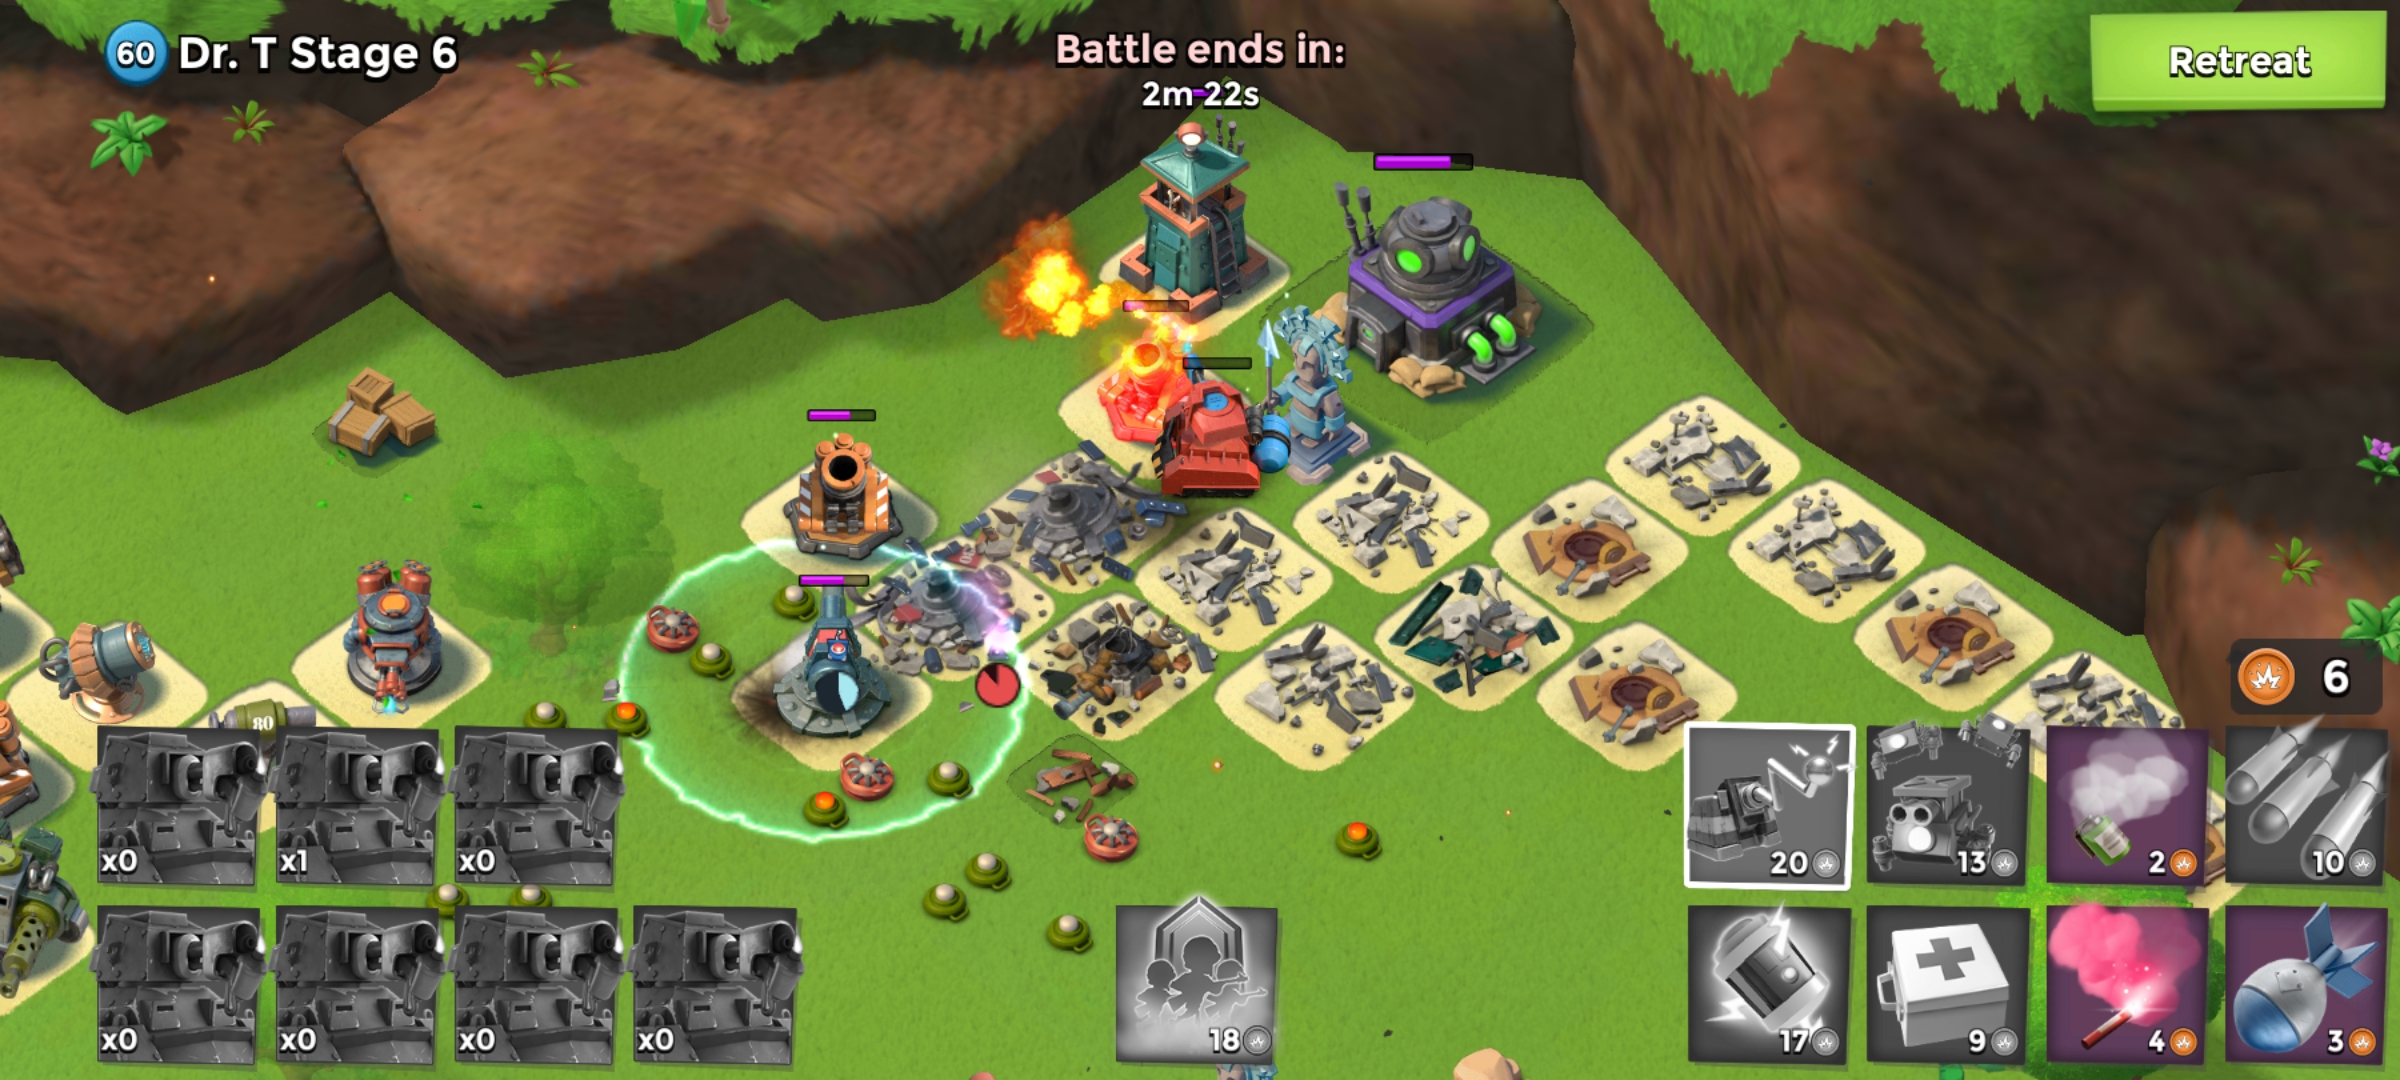 60 Dr. T Stage 6
Battle ends in:
2m 22s
Retreat
80
6
x0
x1
x0
20
13
2
10
x0
x0
x0
x0
18
17
9
4
3